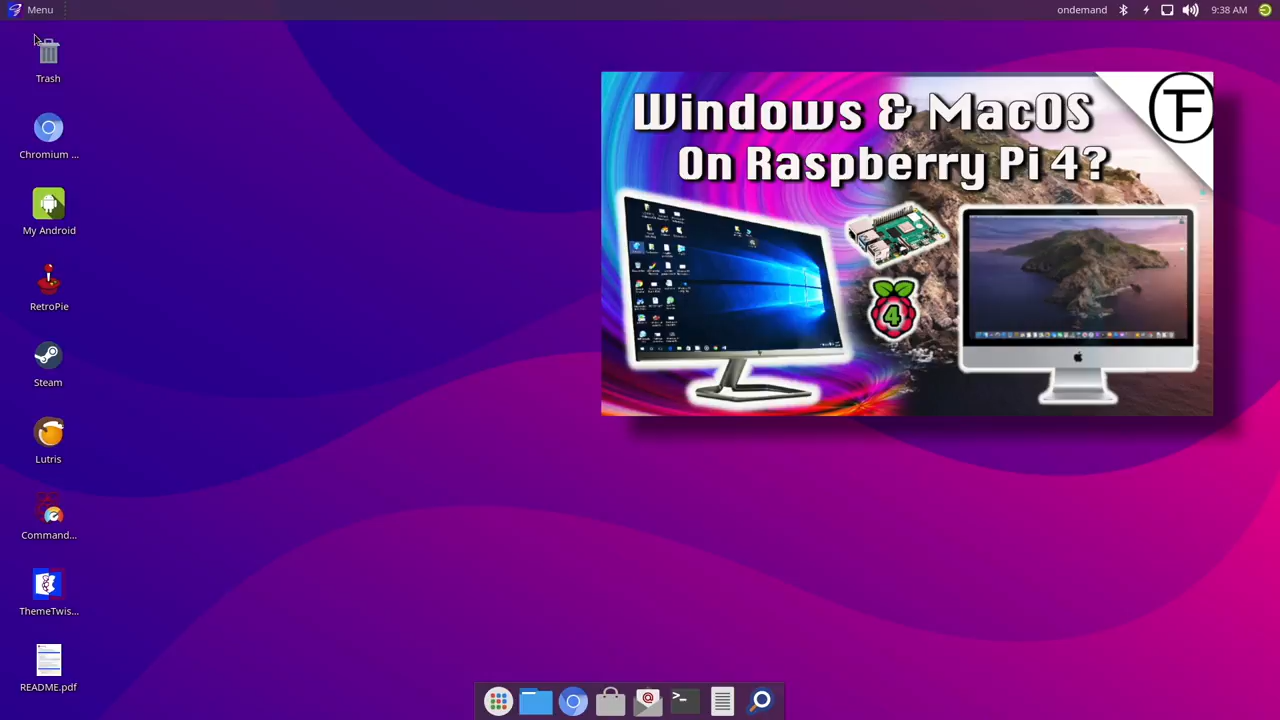 Menu
ondemand
9:38 AM
Trash
Chromium ...
My Android
RetroPie
Steam
Lutris
Command...
ThemeTwis...
README.pdf
Windows & MacOS
On Raspberry Pi 4?
TF
4